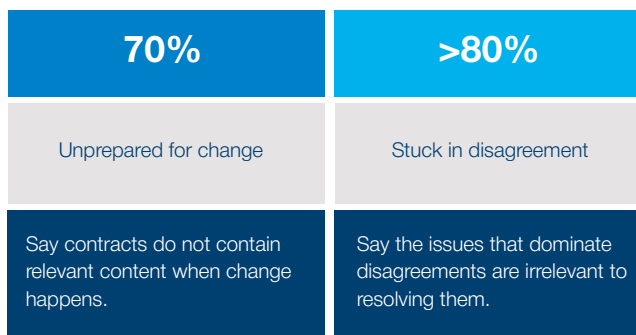 70%
>80%
Unprepared for change
Stuck in disagreement
Say contracts do not contain
relevant content when change
happens.
Say the issues that dominate
disagreements are irrelevant to
resolving them.